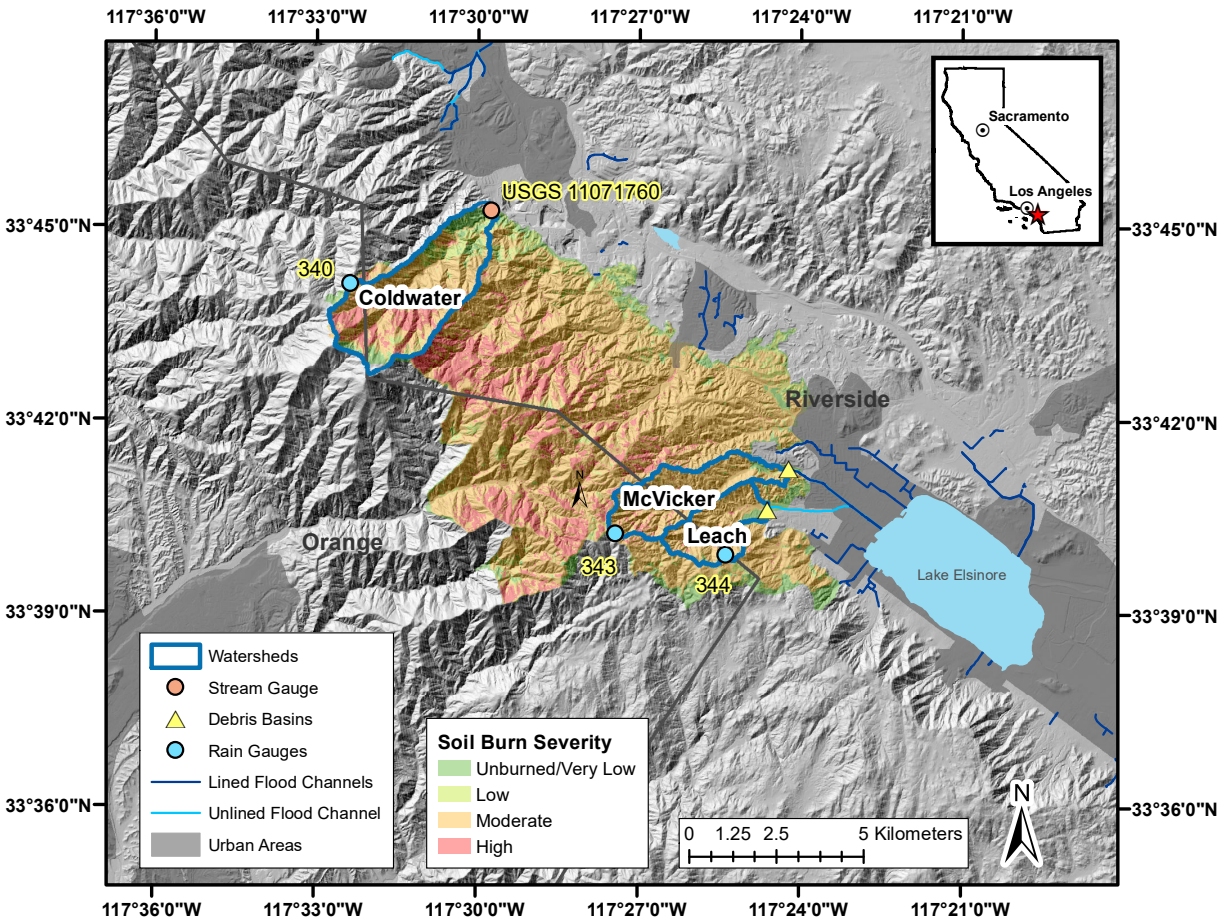 117°36'0"W 117°33'0"W 117°30'0"W 117°27'0"W 117°24'0"W 117°21'0"W
Sacramento
Los Angeles
USGS 11071760
33°45'0"N
33°45'0"N
340
Coldwater
Riverside
33°42'0"N
33°42'0"N
N
McVicker
Leach
Orange
343
344
Lake Elsinore
33°39'0"N
33°39'0"N
Watersheds
Stream Gauge
Debris Basins
Rain Gauges
Lined Flood Channels
Unlined Flood Channel
Urban Areas
Soil Burn Severity
Unburned/Very Low
Low
Moderate
High
N
0 1.25 2.5 5 Kilometers
33°36'0"N
33°36'0"N
117°36'0"W 117°33'0"W 117°30'0"W 117°27'0"W 117°24'0"W 117°21'0"W